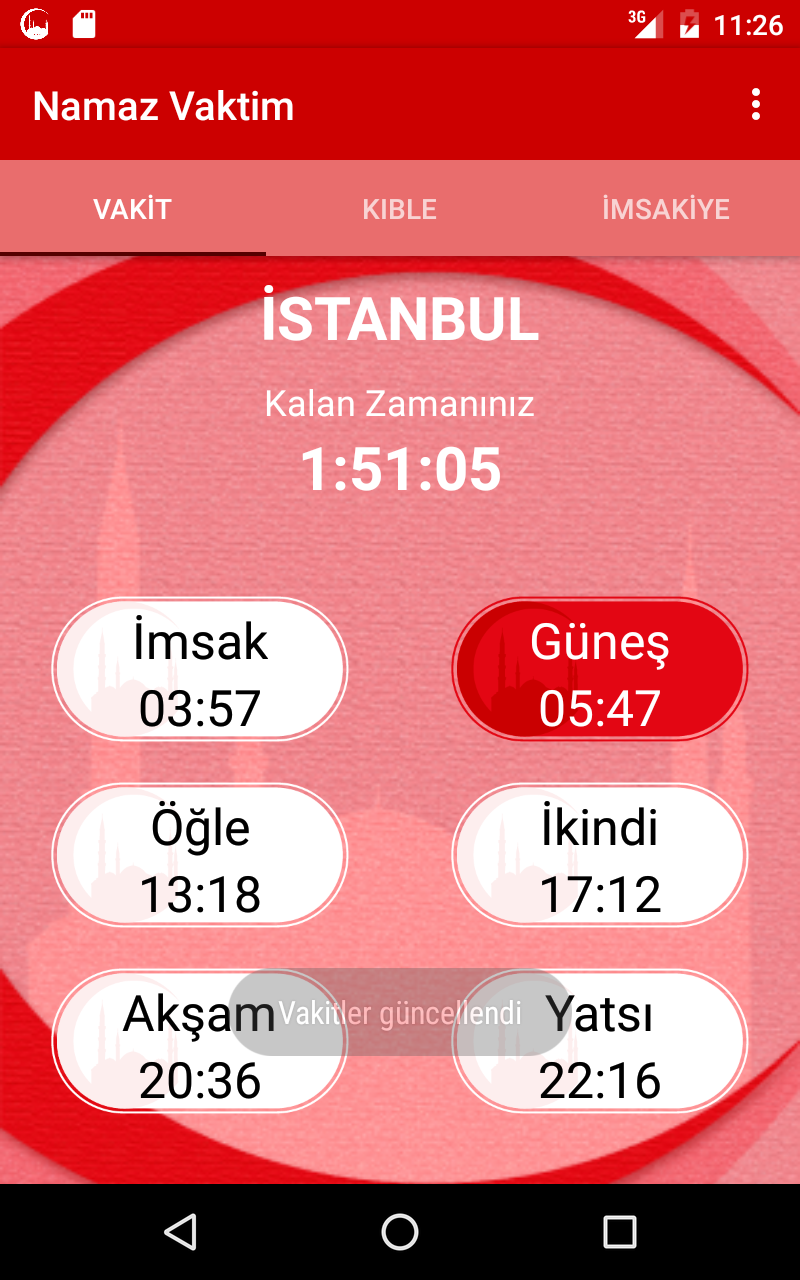 3G 11:26
Namaz Vaktim
VAKİT KIBLE İMSAKİYE
İSTANBUL
Kalan Zamanınız
1:51:05
İmsak
03:57
Güneş
05:47
Öğle
13:18
İkindi
17:12
Akşam
20:36
Vakitler güncellendi
Yatsı
22:16